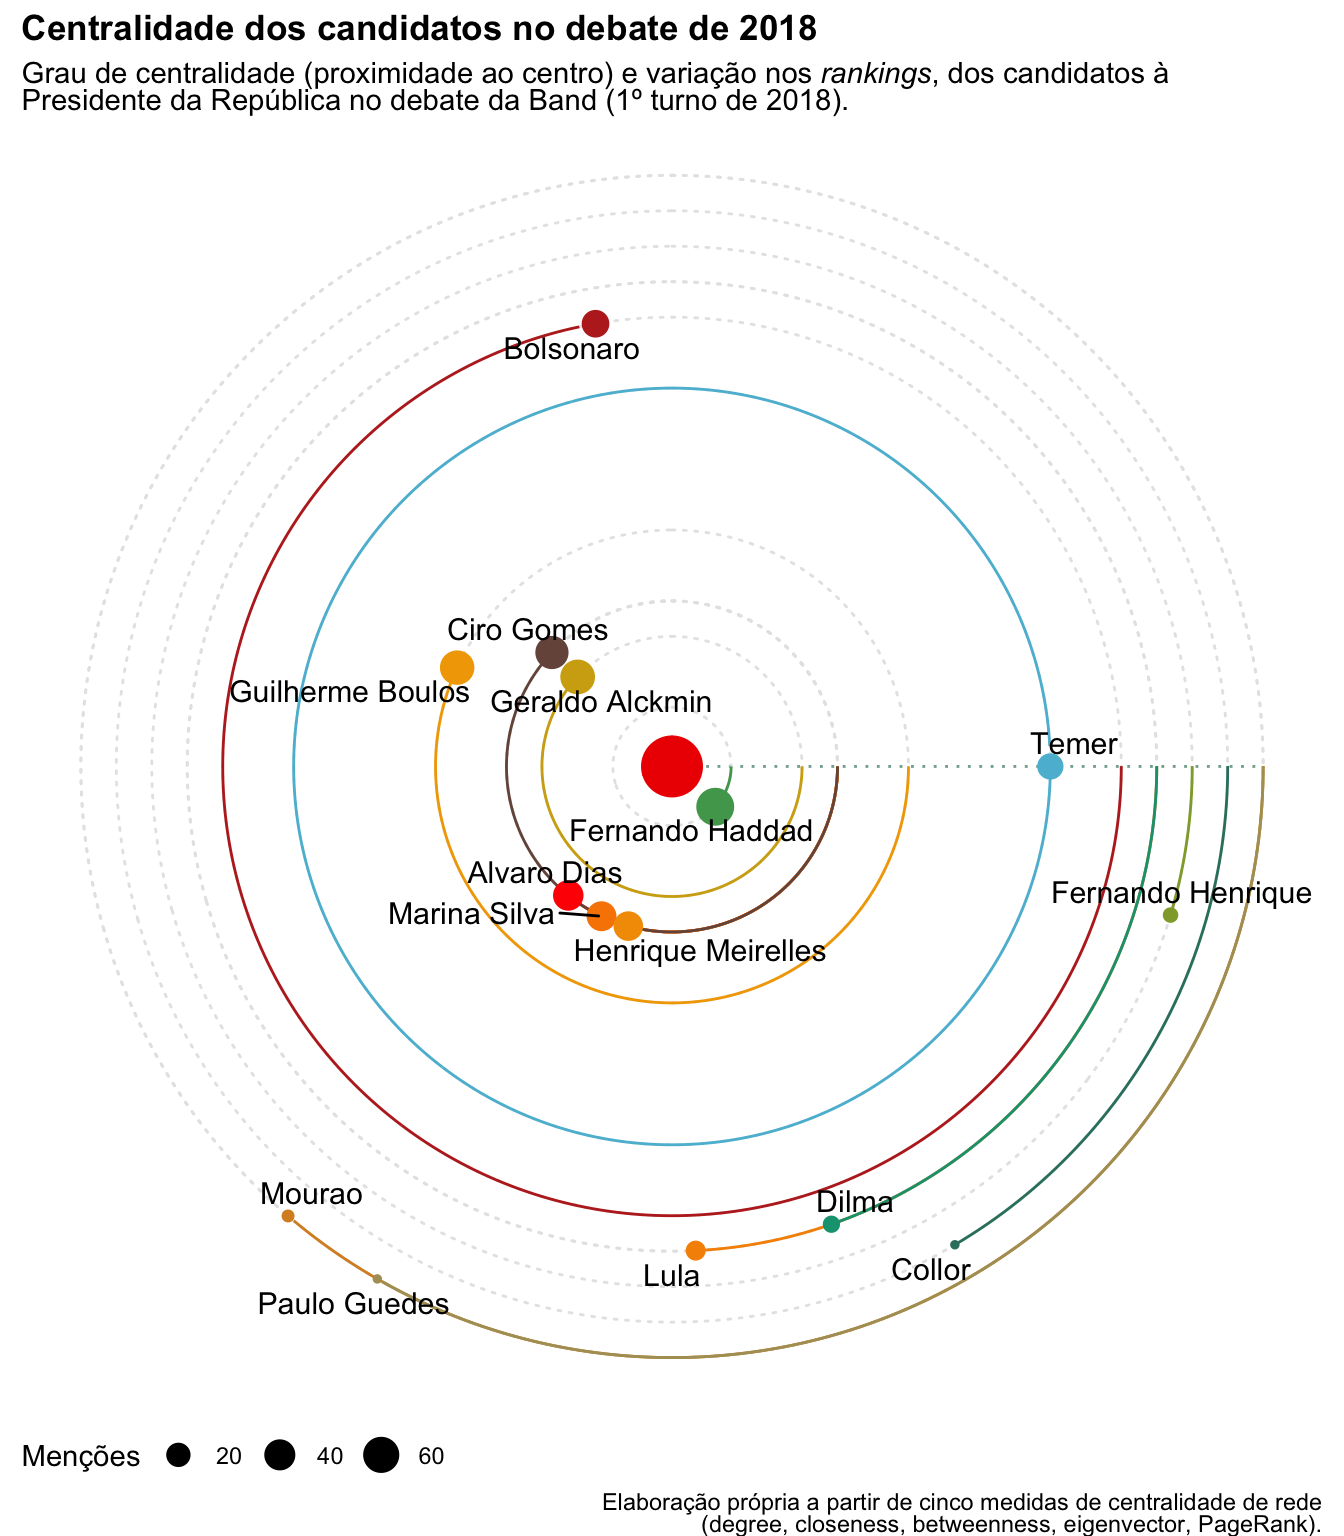 Centralidade dos candidatos no debate de 2018
Grau de centralidade (proximidade ao centro) e variação nos rankings, dos candidatos à
Presidente da República no debate da Band (1º turno de 2018).
Bolsonaro
Ciro Gomes
Guilherme Boulos
Geraldo Alckmin
Temer
Fernando Haddad
Alvaro Dias
Fernando Henrique
Marina Silva
Henrique Meirelles
Mourao
Dilma
Lula
Collor
Paulo Guedes
Menções 20 40 60
Elaboração própria a partir de cinco medidas de centralidade de rede
(degree, closeness, betweenness, eigenvector, PageRank).